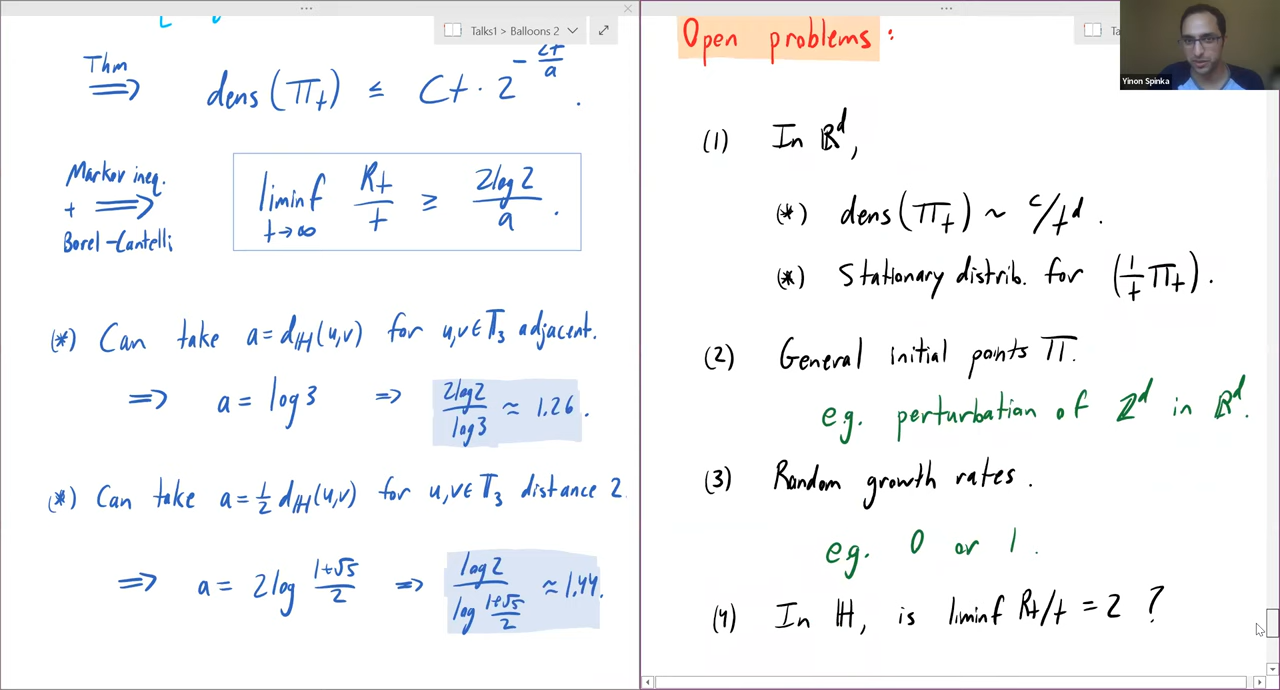 Talks1 > Balloons 2
Thm
⟹ dens(Π_t) ≤ Ct · 2^{-ct/a}.
Markov ineq.
+ ⟹
Borel-Cantelli
liminf_{t→∞} R_t/t ≥ 2log2/a.
(*) Can take a = d_ℍ(u,v) for u,v ∈ 𝕋_3 adjacent.
⟹ a = log 3 ⟹ 2log2/log3 ≈ 1.26.
(*) Can take a = ½ d_ℍ(u,v) for u,v ∈ 𝕋_3 distance 2.
⟹ a = 2log (1+√5)/2 ⟹ log2/log((1+√5)/2) ≈ 1.44.
Open problems:
Yinon Spinka
(1) In ℝ^d,
(*) dens(Π_t) ~ c/t^d.
(*) Stationary distrib. for (1/t Π_t).
(2) General initial points Π.
e.g. perturbation of ℤ^d in ℝ^d.
(3) Random growth rates.
e.g. 0 or 1.
(4) In ℍ, is liminf R_t/t = 2 ?